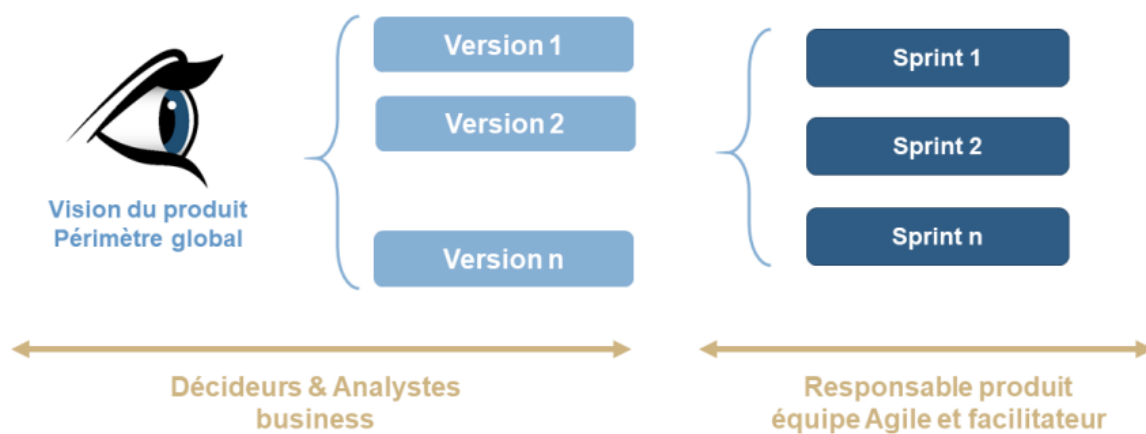 Vision du produit
Périmètre global
Version 1
Version 2
Version n
Sprint 1
Sprint 2
Sprint n
Décideurs & Analystes
business
Responsable produit
équipe Agile et facilitateur